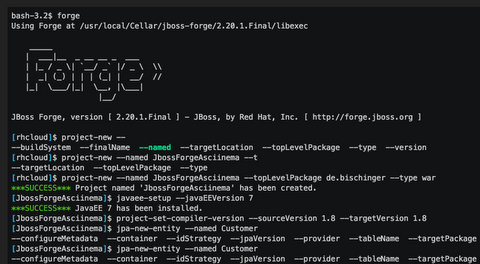 bash-3.2$ forge
Using Forge at /usr/local/Cellar/jboss-forge/2.20.1.Final/libexec
Forge
JBoss Forge, version [ 2.20.1.Final ] - JBoss, by Red Hat, Inc. [ http://forge.jboss.org ]
[rhcloud]$ project-new --
--buildSystem --finalName --named --targetLocation --topLevelPackage --type --version
[rhcloud]$ project-new --named JbossForgeAsciinema --t
--targetLocation --topLevelPackage --type
[rhcloud]$ project-new --named JbossForgeAsciinema --topLevelPackage de.bischinger --type war
***SUCCESS*** Project named 'JbossForgeAsciinema' has been created.
[JbossForgeAsciinema]$ javaee-setup --javaEEVersion 7
***SUCCESS*** JavaEE 7 has been installed.
[JbossForgeAsciinema]$ project-set-compiler-version --sourceVersion 1.8 --targetVersion 1.8
[JbossForgeAsciinema]$ jpa-new-entity --named Customer
--configureMetadata --container --idStrategy --jpaVersion --provider --tableName --targetPackage
[JbossForgeAsciinema]$ jpa-new-entity --named Customer
--configureMetadata --container --idStrategy --jpaVersion --provider --tableName --targetPackage